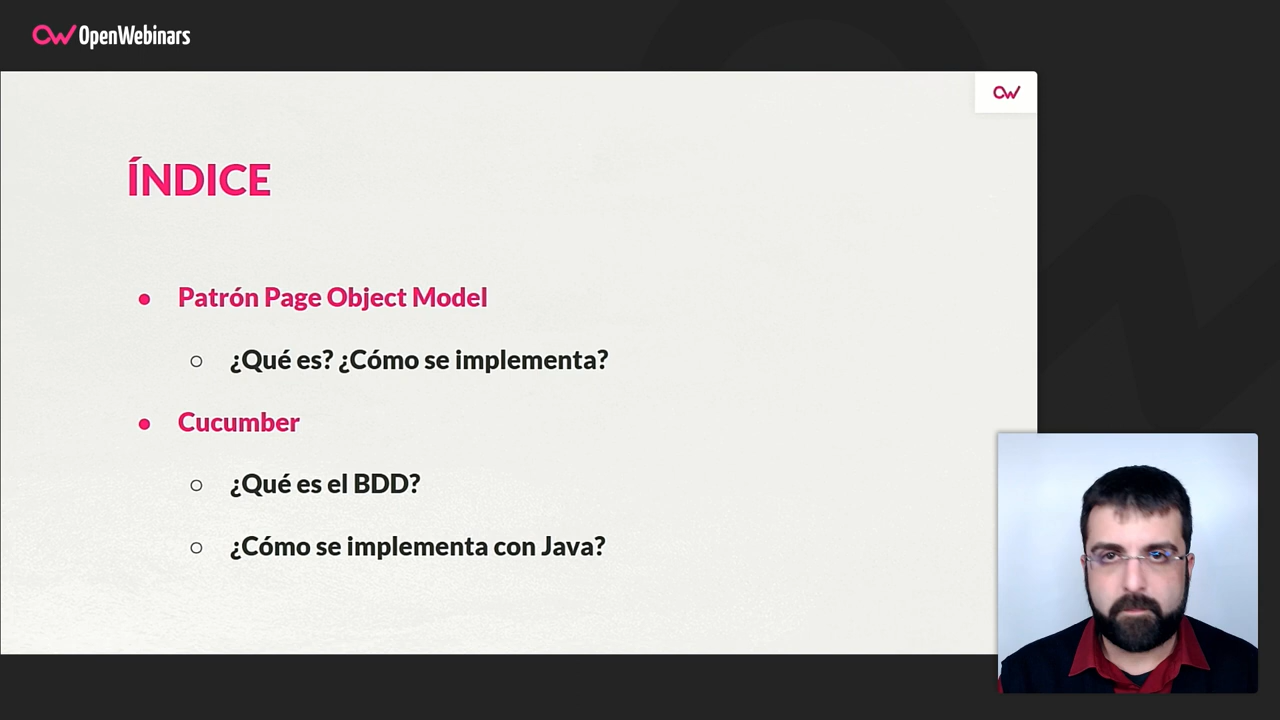 OpenWebinars
ÍNDICE
● Patrón Page Object Model
○ ¿Qué es? ¿Cómo se implementa?
● Cucumber
○ ¿Qué es el BDD?
○ ¿Cómo se implementa con Java?